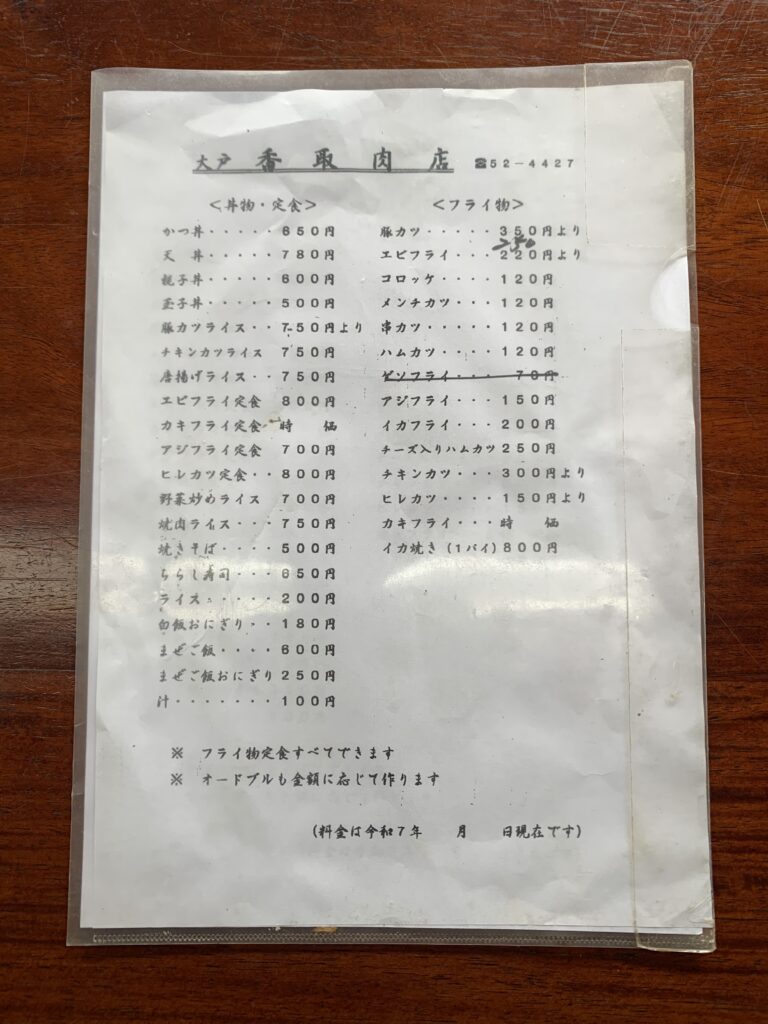 大戸 香取肉店 ☎52-4427
＜丼物・定食＞
かつ丼・・・・・650円
天 丼・・・・・780円
親子丼・・・・・600円
玉子丼・・・・・500円
豚カツライス・・750円より
チキンカツライス 750円
唐揚げライス・・750円
エビフライ定食 800円
カキフライ定食 時 価
アジフライ定食 700円
ヒレカツ定食・・800円
野菜炒めライス 700円
焼肉ライス・・・750円
焼きそば・・・・500円
ちらし寿司・・・650円
ライス・・・・・200円
白飯おにぎり・・180円
まぜご飯・・・・600円
まぜご飯おにぎり250円
汁・・・・・・・100円
＜フライ物＞
豚カツ・・・・・350円より
250
エビフライ・・・220円より
コロッケ・・・・120円
メンチカツ・・・120円
串カツ・・・・・120円
ハムカツ・・・・120円
ゲソフライ・・・ 70円
アジフライ・・・150円
イカフライ・・・200円
チーズ入りハムカツ250円
チキンカツ・・・300円より
ヒレカツ・・・・150円より
カキフライ・・・時 価
イカ焼き(1パイ)800円
※ フライ物定食すべてできます
※ オードブルも金額に応じて作ります
(料金は令和7年 月 日現在です)